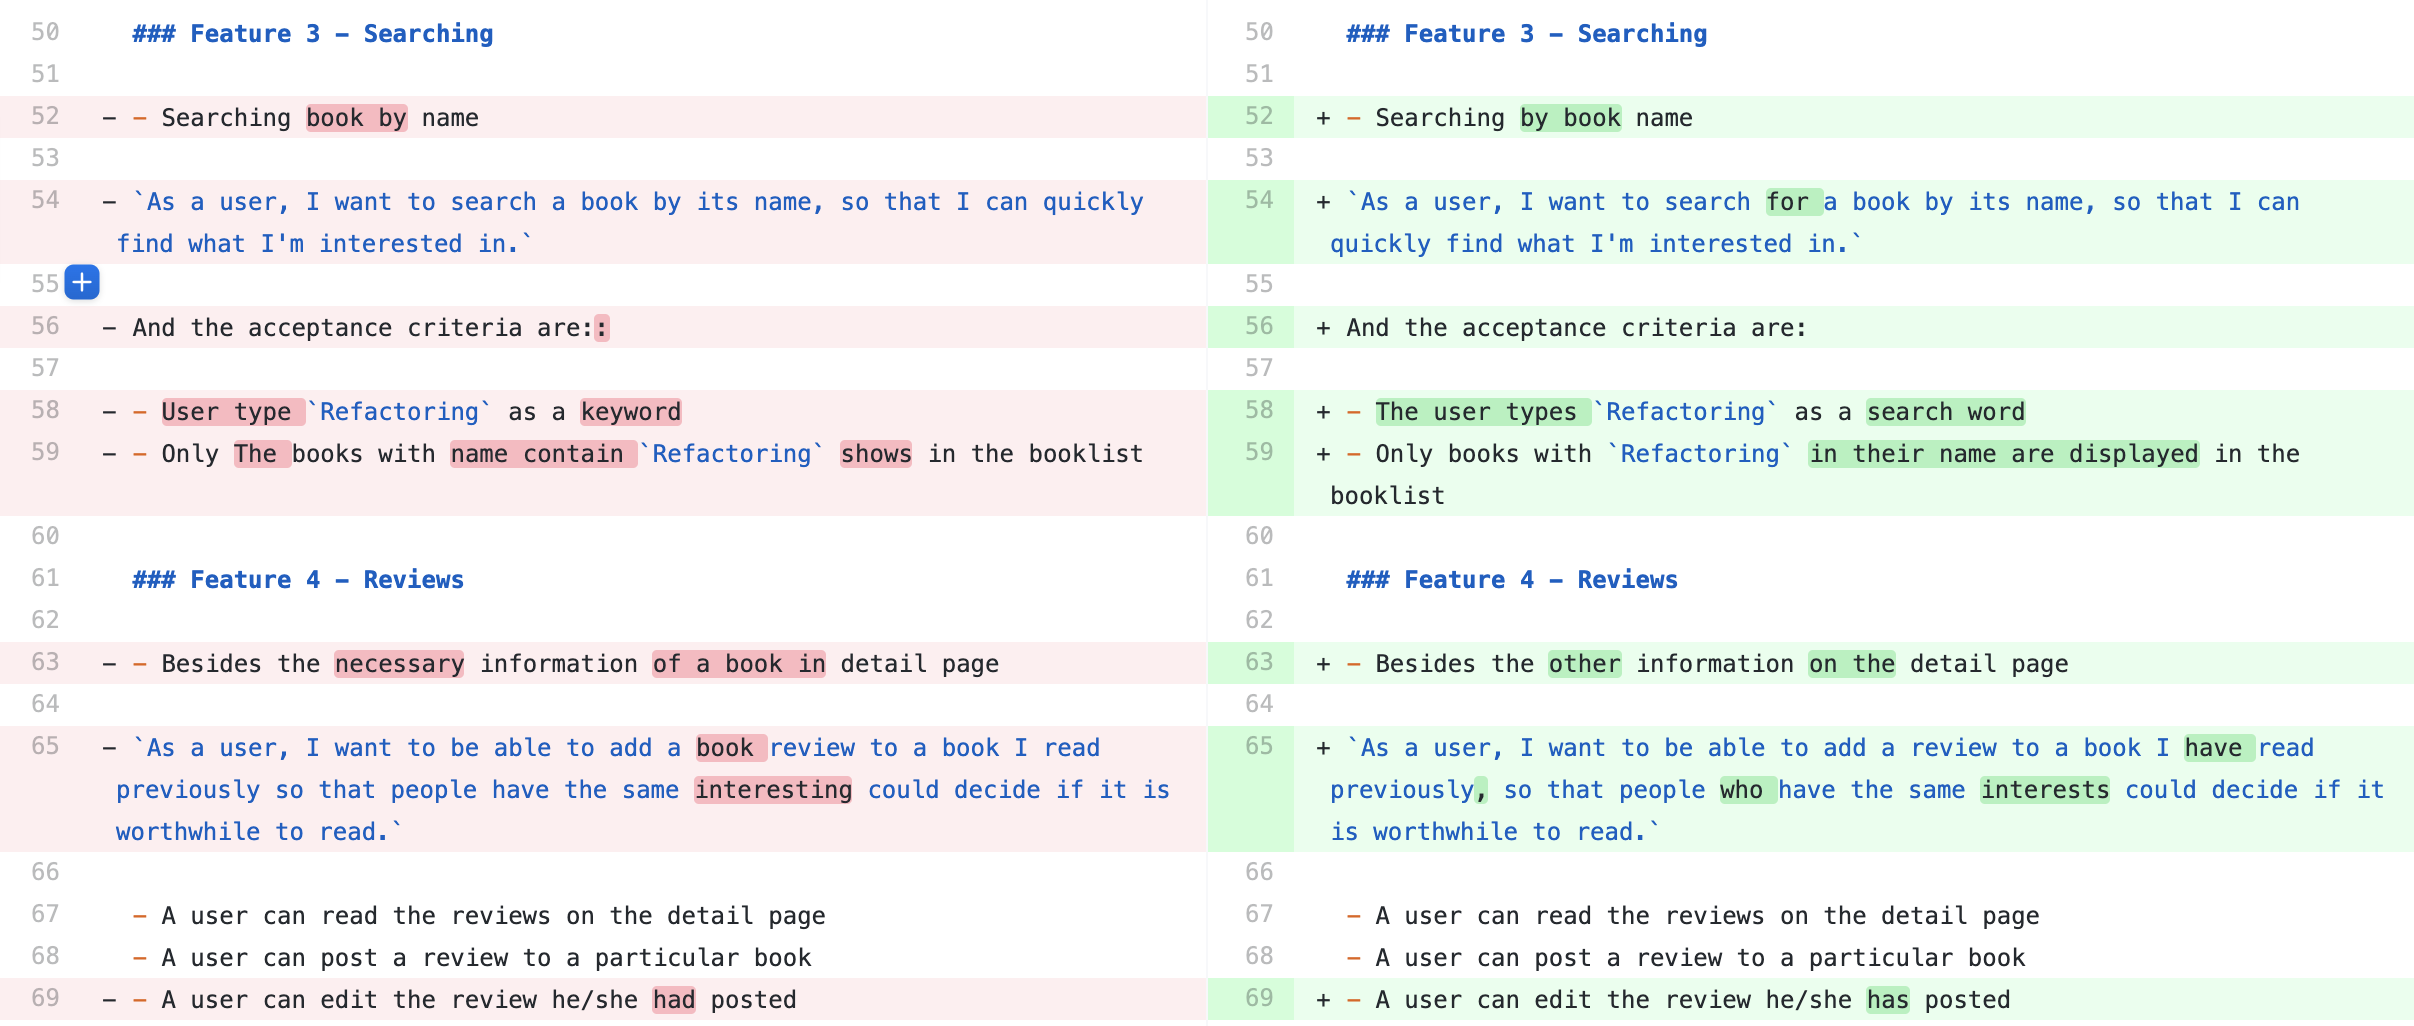 50 ### Feature 3 – Searching
51
52 – – Searching book by name
53
54 – `As a user, I want to search a book by its name, so that I can quickly
find what I'm interested in.`
55 +
56 – And the acceptance criteria are::
57
58 – – User type `Refactoring` as a keyword
59 – – Only The books with name contain `Refactoring` shows in the booklist
60
61 ### Feature 4 – Reviews
62
63 – – Besides the necessary information of a book in detail page
64
65 – `As a user, I want to be able to add a book review to a book I read
previously so that people have the same interesting could decide if it is
worthwhile to read.`
66
67 – A user can read the reviews on the detail page
68 – A user can post a review to a particular book
69 – – A user can edit the review he/she had posted
50 ### Feature 3 – Searching
51
52 + – Searching by book name
53
54 + `As a user, I want to search for a book by its name, so that I can
quickly find what I'm interested in.`
55
56 + And the acceptance criteria are:
57
58 + – The user types `Refactoring` as a search word
59 + – Only books with `Refactoring` in their name are displayed in the
booklist
60
61 ### Feature 4 – Reviews
62
63 + – Besides the other information on the detail page
64
65 + `As a user, I want to be able to add a review to a book I have read
previously, so that people who have the same interests could decide if it
is worthwhile to read.`
66
67 – A user can read the reviews on the detail page
68 – A user can post a review to a particular book
69 + – A user can edit the review he/she has posted